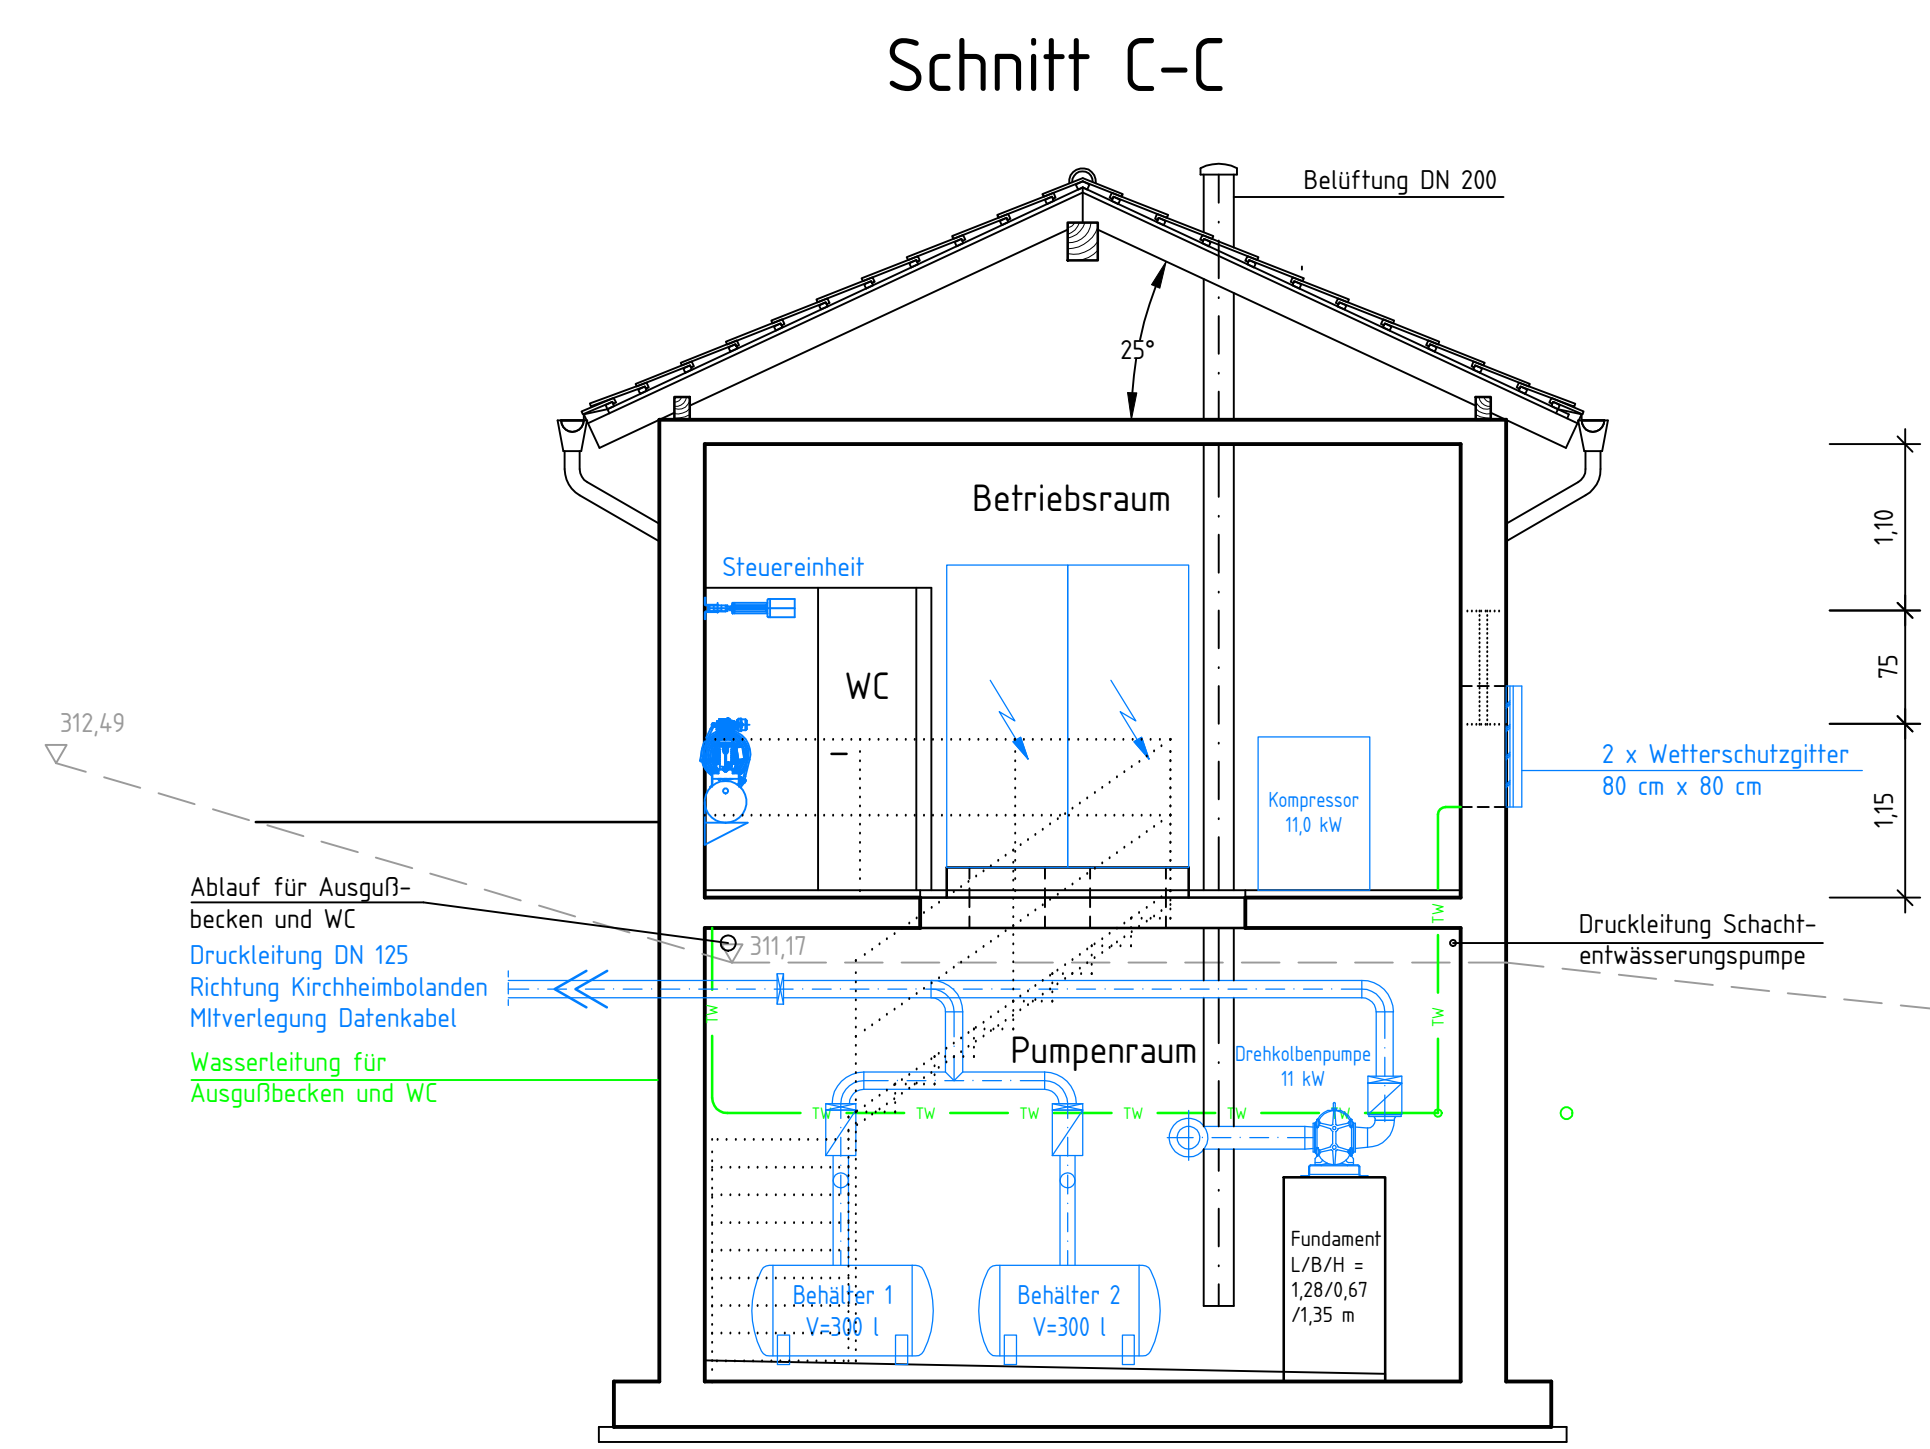 Schnitt C-C
Belüftung DN 200
25°
Betriebsraum
1,10
Steuereinheit
WC
75
312,49
2 x Wetterschutzgitter
80 cm x 80 cm
Kompressor
11,0 kW
1,15
Ablauf für Ausguß-
becken und WC
TW
Druckleitung Schacht-
entwässerungspumpe
311,17
Druckleitung DN 125
Richtung Kirchheimbolanden
MItverlegung Datenkabel
TW
TW
Pumpenraum
Drehkolbenpumpe
11 kW
Wasserleitung für
Ausgußbecken und WC
TW TW TW TW TW TW
Fundament
L/B/H =
1,28/0,67
/1,35 m
Behälter 1
V=300 l
Behälter 2
V=300 l